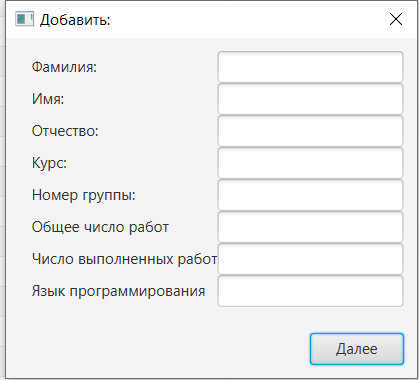 Добавить:
Фамилия:
Имя:
Отчество:
Курс:
Номер группы:
Общее число работ
Число выполненных работ
Язык программирования
Далее